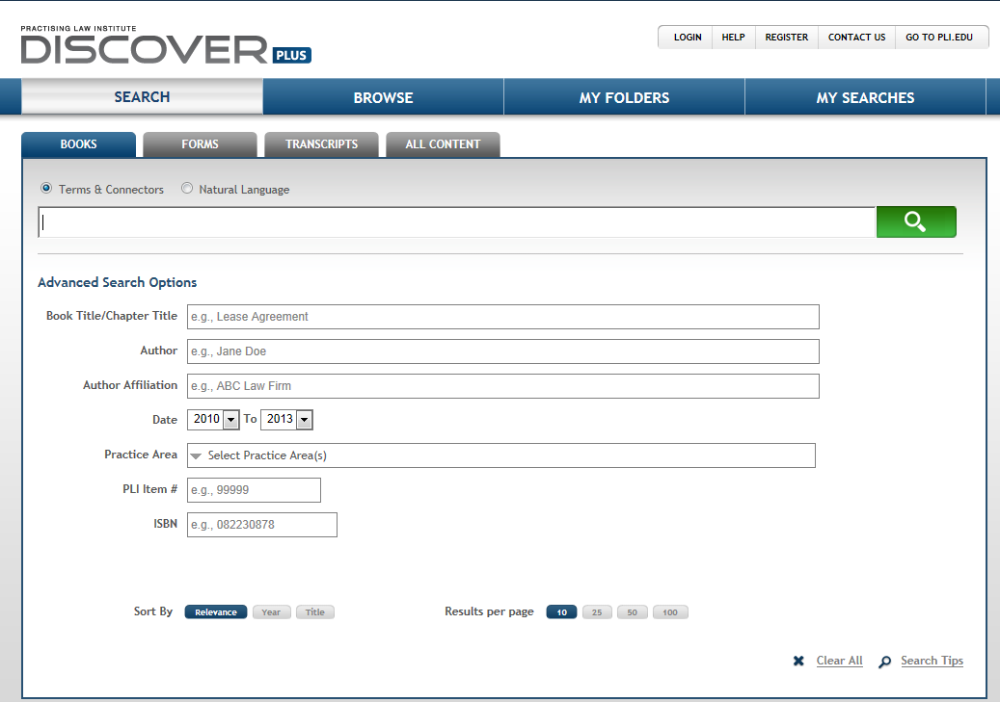 PRACTISING LAW INSTITUTE
DISCOVER PLUS
LOGIN HELP REGISTER CONTACT US GO TO PLI.EDU
SEARCH BROWSE MY FOLDERS MY SEARCHES
BOOKS FORMS TRANSCRIPTS ALL CONTENT
Terms & Connectors Natural Language
Advanced Search Options
Book Title/Chapter Title e.g., Lease Agreement
Author e.g., Jane Doe
Author Affiliation e.g., ABC Law Firm
Date 2010 To 2013
Practice Area Select Practice Area(s)
PLI Item # e.g., 99999
ISBN e.g., 082230878
Sort By Relevance Year Title Results per page 10 25 50 100
Clear All Search Tips